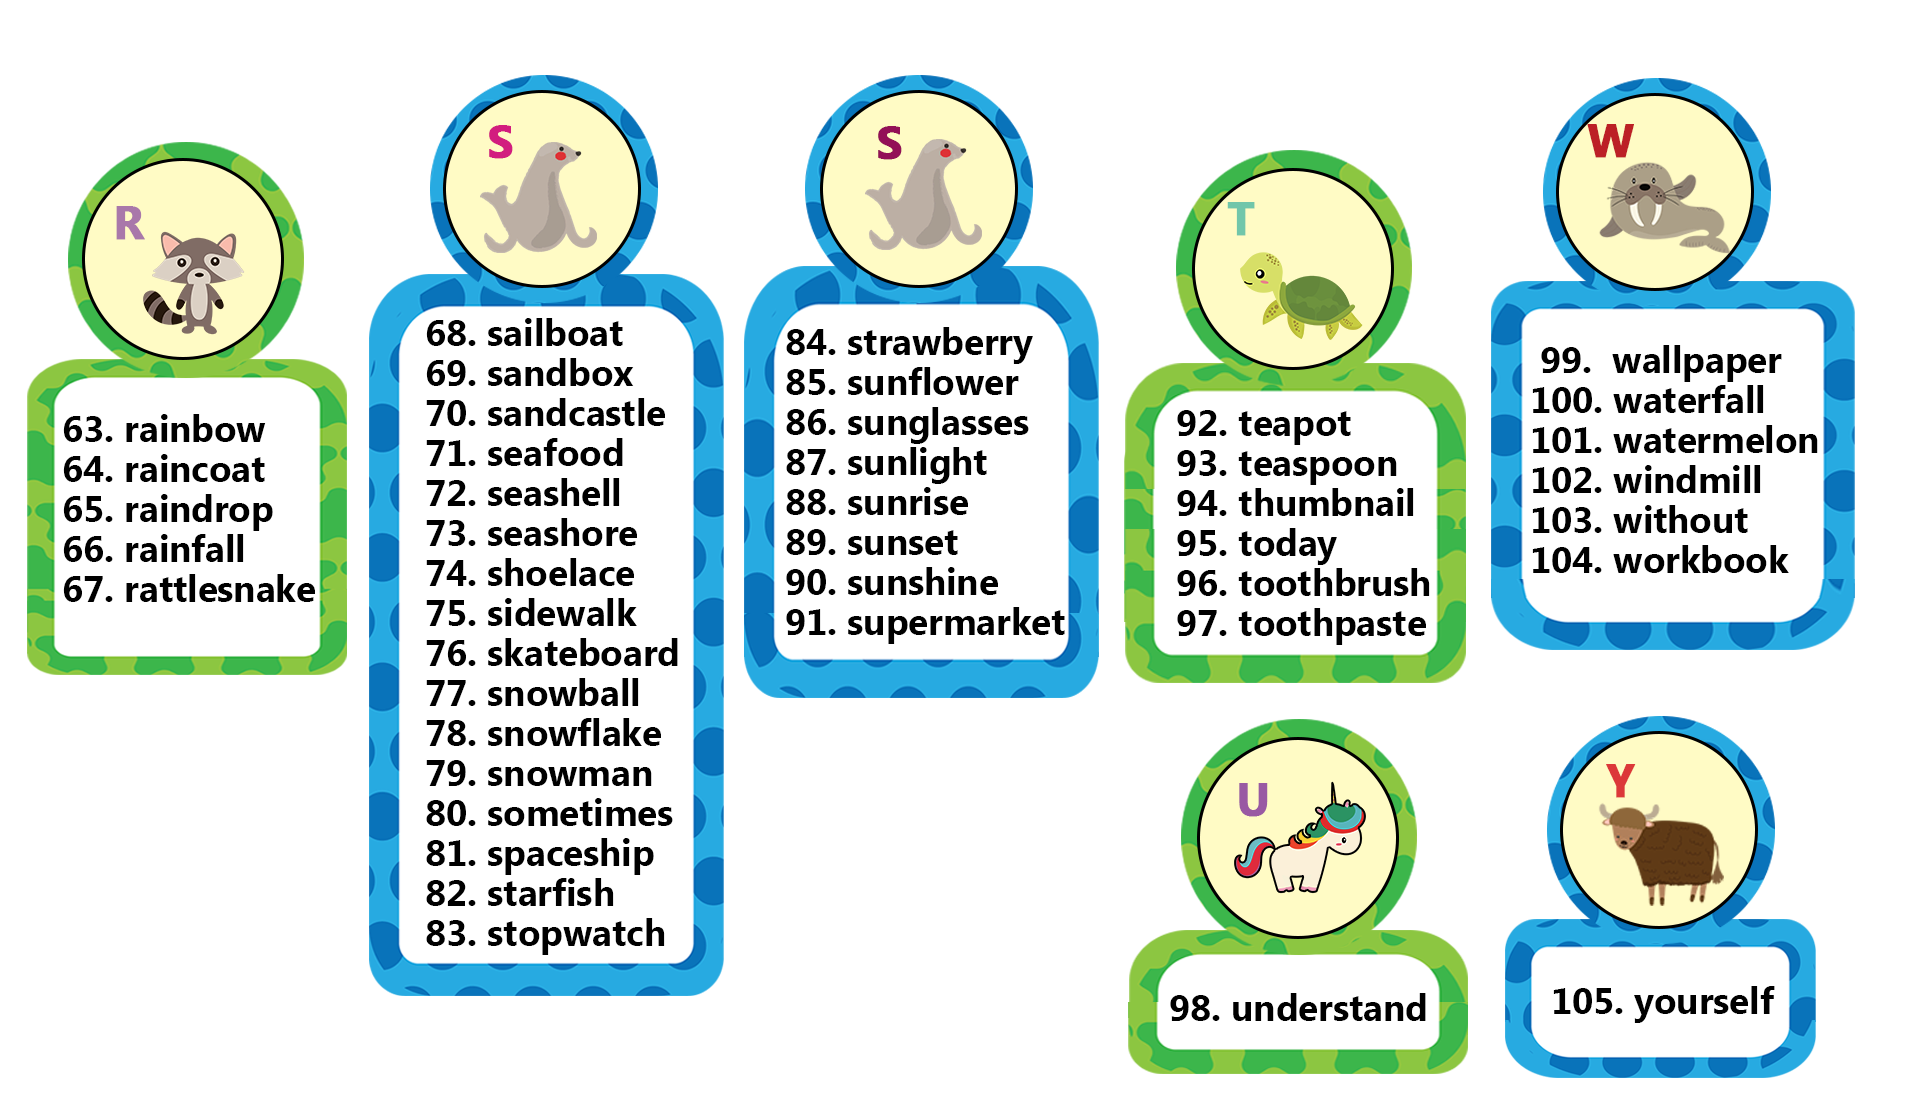 R
63. rainbow
64. raincoat
65. raindrop
66. rainfall
67. rattlesnake
S
68. sailboat
69. sandbox
70. sandcastle
71. seafood
72. seashell
73. seashore
74. shoelace
75. sidewalk
76. skateboard
77. snowball
78. snowflake
79. snowman
80. sometimes
81. spaceship
82. starfish
83. stopwatch
S
84. strawberry
85. sunflower
86. sunglasses
87. sunlight
88. sunrise
89. sunset
90. sunshine
91. supermarket
T
92. teapot
93. teaspoon
94. thumbnail
95. today
96. toothbrush
97. toothpaste
U
98. understand
W
99. wallpaper
100. waterfall
101. watermelon
102. windmill
103. without
104. workbook
Y
105. yourself